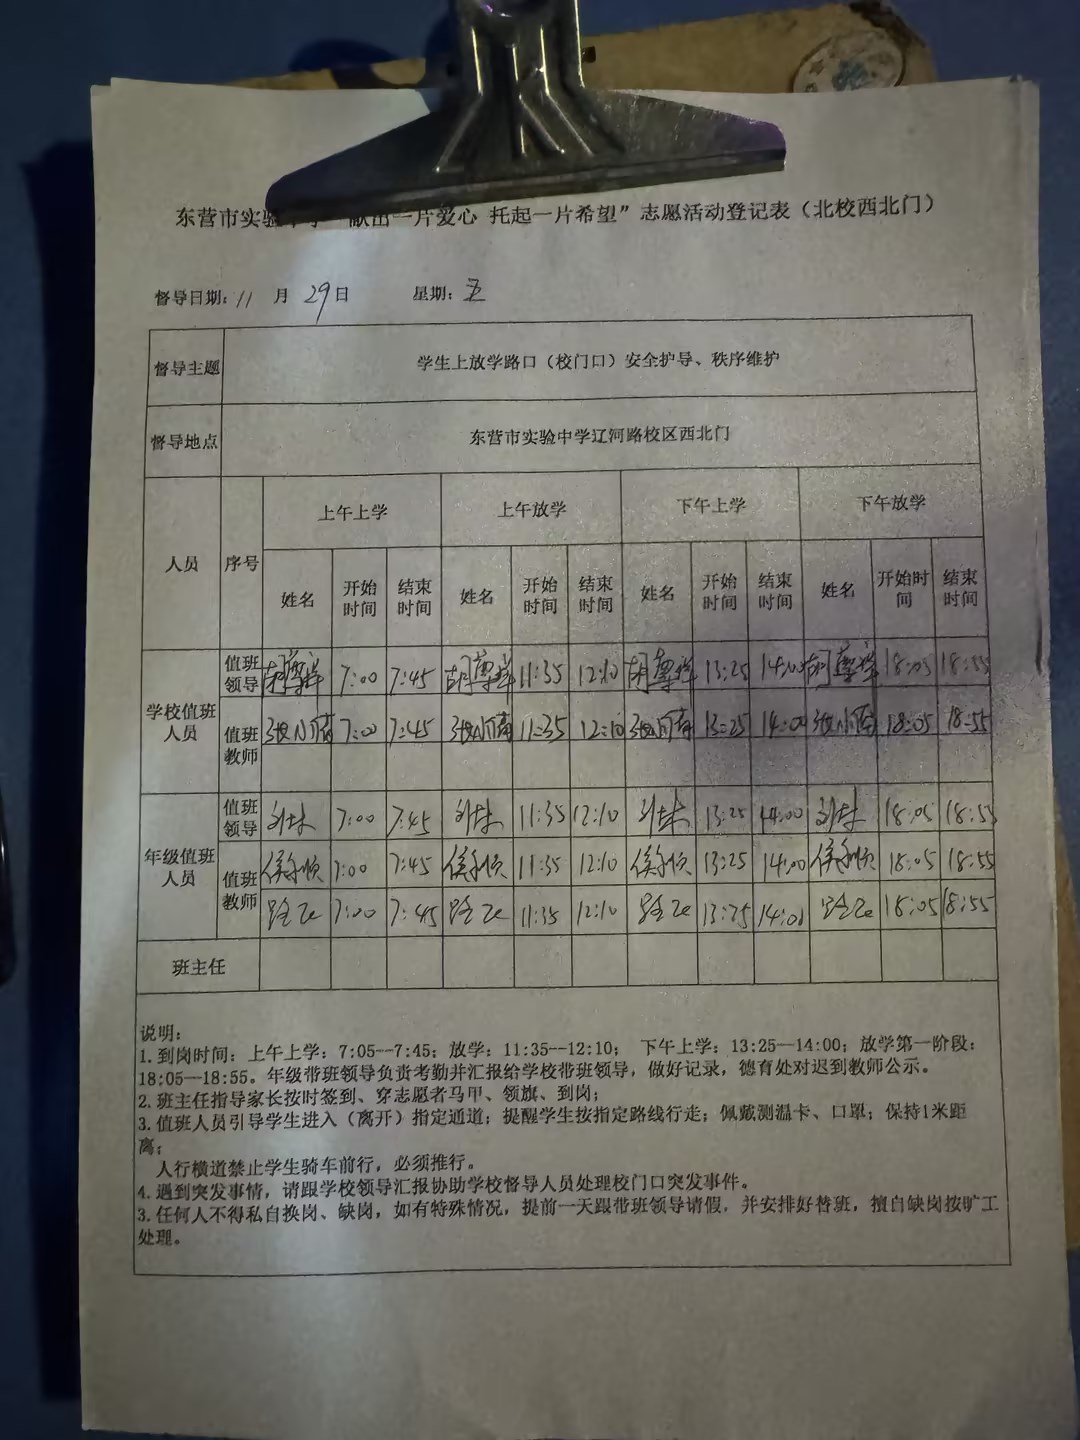 东营市实验中学“献出一片爱心 托起一片希望”志愿活动登记表（北校西北门）
督导日期：11 月 29日 星期：五
督导主题 学生上放学路口（校门口）安全护导、秩序维护
督导地点 东营市实验中学辽河路校区西北门
人员 序号 上午上学 上午放学 下午上学 下午放学
姓名 开始时间 结束时间 姓名 开始时间 结束时间 姓名 开始时间 结束时间 姓名 开始时间 结束时间
学校值班人员 值班领导 7:00 7:45 11:35 12:10 13:25 14:00 18:05 18:55
值班教师 7:00 7:45 11:35 12:10 13:25 14:00 18:05 18:55
年级值班人员 值班领导 刘林 7:00 7:45 刘林 11:35 12:10 刘林 13:25 14:00 刘林 18:05 18:55
值班教师 侯永顺 7:00 7:45 侯永顺 11:35 12:10 侯永顺 13:25 14:00 侯永顺 18:05 18:55
7:00 7:45 11:35 12:10 13:25 14:00 18:05 18:55
班主任
说明：
1.到岗时间：上午上学：7:05--7:45；放学：11:35--12:10； 下午上学：13:25--14:00；放学第一阶段：
18:05--18:55。年级带班领导负责考勤并汇报给学校带班领导，做好记录，德育处对迟到教师公示。
2.班主任指导家长按时签到、穿志愿者马甲、领旗、到岗；
3.值班人员引导学生进入（离开）指定通道；提醒学生按指定路线行走；佩戴测温卡、口罩；保持1米距
离；
人行横道禁止学生骑车前行，必须推行。
4.遇到突发事情，请跟学校领导汇报协助学校督导人员处理校门口突发事件。
3.任何人不得私自换岗、缺岗，如有特殊情况，提前一天跟带班领导请假，并安排好替班，擅自缺岗按旷工
处理。